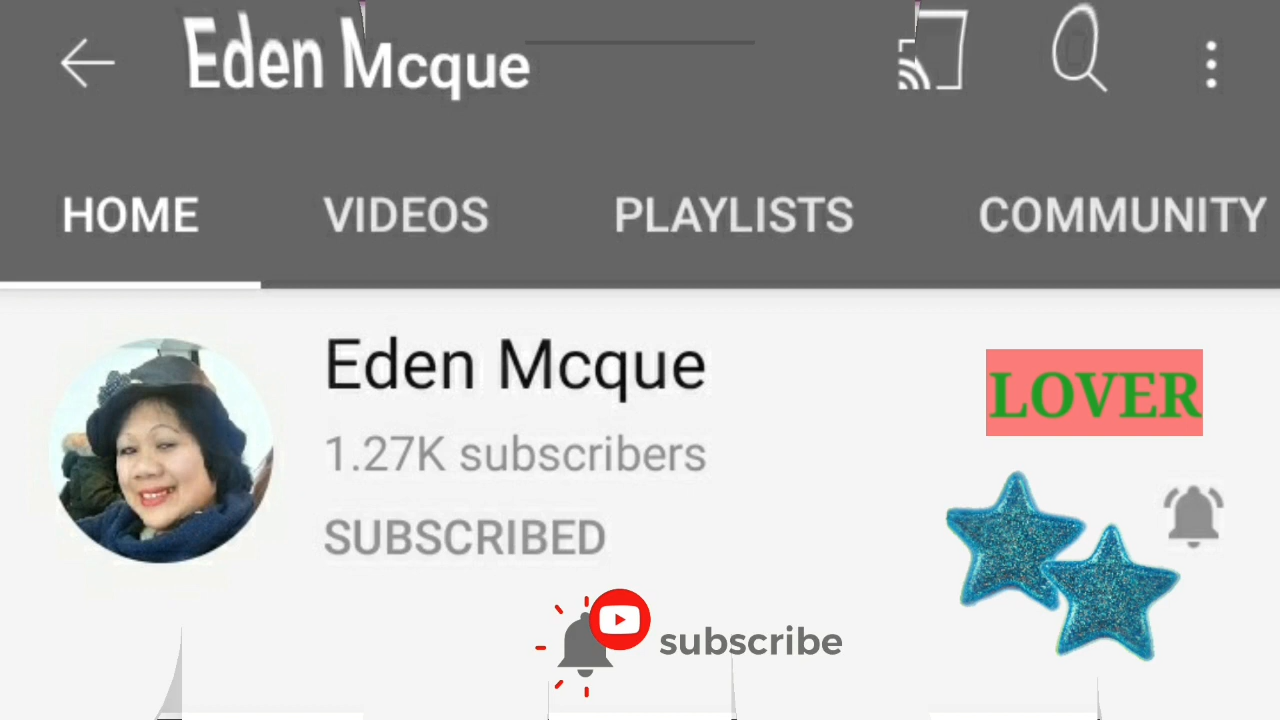 Eden Mcque
HOME VIDEOS PLAYLISTS COMMUNITY
Eden Mcque
LOVER
1.27K subscribers
SUBSCRIBED
subscribe